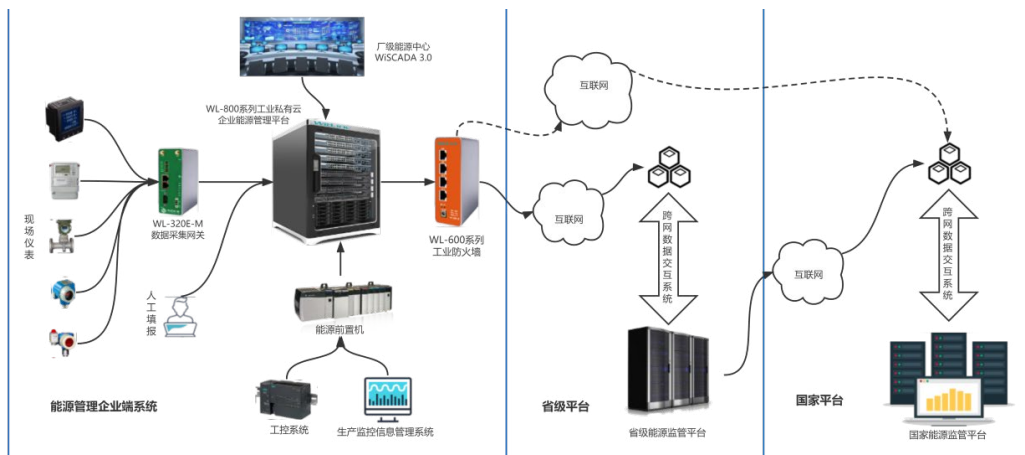 厂级能源中心
WiSCADA 3.0
WL-800系列工业私有云
企业能源管理平台
互联网
现场仪表
WL-320E-M
数据采集网关
WL-600系列
工业防火墙
互联网
跨网数据交互系统
跨网数据交互系统
互联网
人工填报
能源前置机
能源管理企业端系统
工控系统
生产监控信息管理系统
省级平台
省级能源监管平台
国家平台
国家能源监管平台